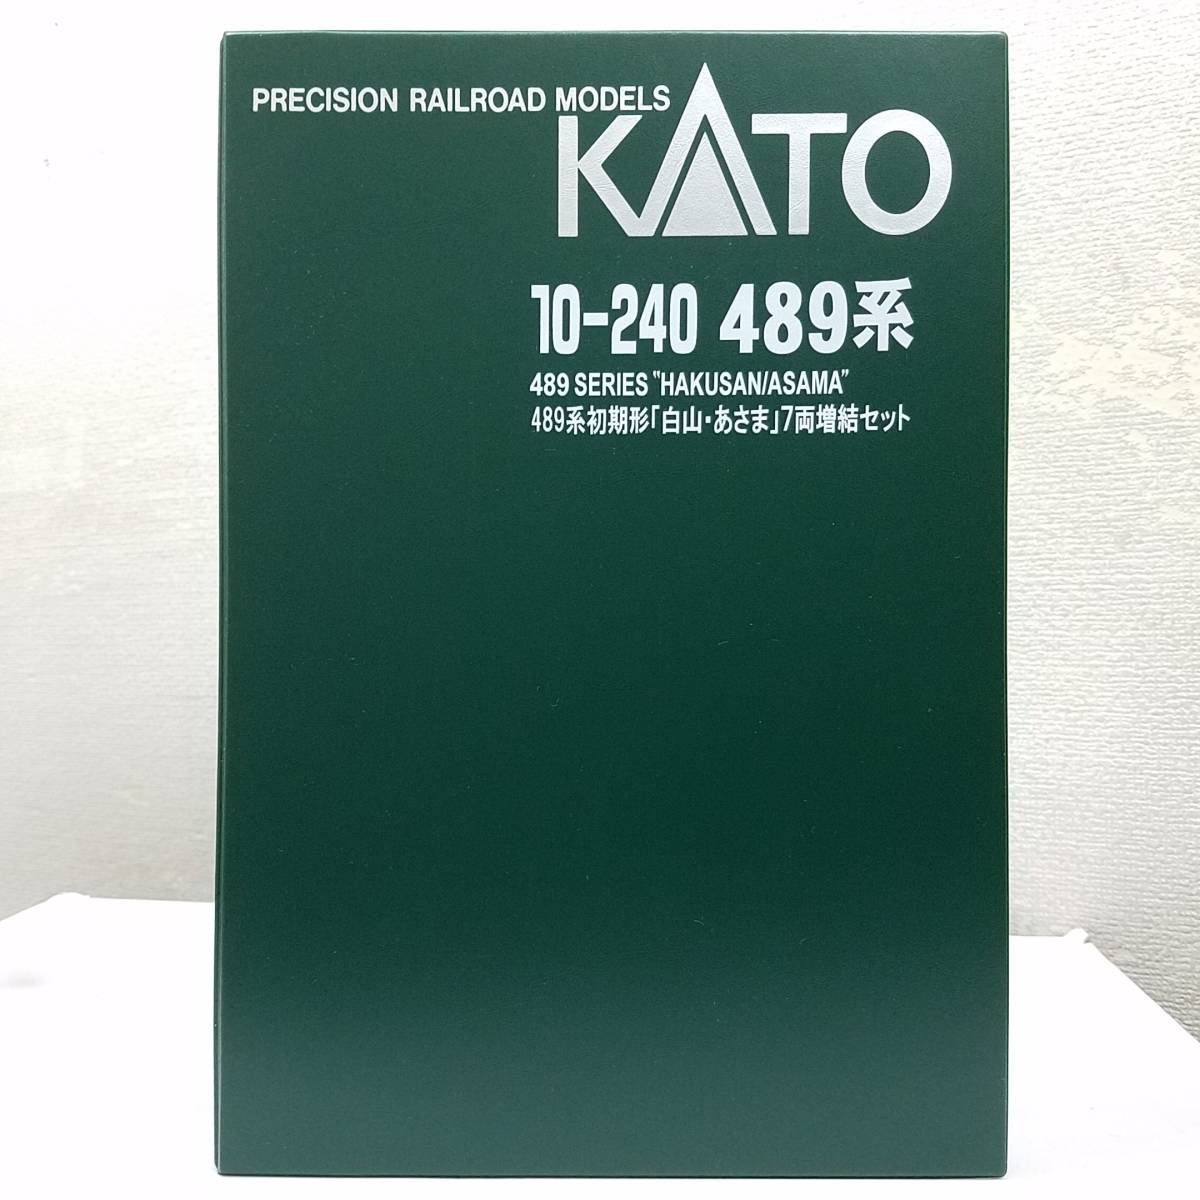 PRECISION RAILROAD MODELS
KATO
10-240 489系
489 SERIES "HAKUSAN/ASAMA"
489系初期形「白山・あさま」7両増結セット